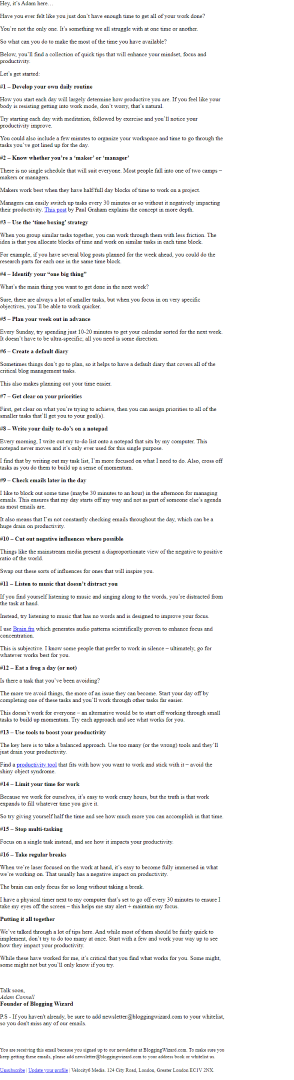 Hey, it's Adam here…
Have you ever felt like you just don't have enough time to get all of your work done?
You're not the only one. It's something we all struggle with at one time or another.
So what can you do to make the most of the time you have available?
Below, you'll find a collection of quick tips that will enhance your mindset, focus and
productivity.
Let's get started:
#1 – Develop your own daily routine
How you start each day will largely determine how productive you are. If you feel like your
body is resisting getting into work mode, don't worry, that's natural.
Try starting each day with meditation, followed by exercise and you'll notice your
productivity improve.
You could also include a few minutes to organize your workspace and time to go through the
tasks you've got lined up for the day.
#2 – Know whether you're a 'maker' or 'manager'
There is no single schedule that will suit everyone. Most people fall into one of two camps –
makers or managers.
Makers work best when they have half/full day blocks of time to work on a project.
Managers can easily switch up tasks every 30 minutes or so without it negatively impacting
their productivity. This post by Paul Graham explains the concept in more depth.
#3 – Use the 'time boxing' strategy
When you group similar tasks together, you can work through them with less friction. The
idea is that you allocate blocks of time and work on similar tasks in each time block.
For example, if you have several blog posts planned for the week ahead, you could do the
research parts for each one in the same time block.
#4 – Identify your "one big thing"
What's the main thing you want to get done in the next week?
Sure, there are always a lot of smaller tasks, but when you focus in on very specific
objectives, you'll be able to work quicker.
#5 – Plan your week out in advance
Every Sunday, try spending just 10-20 minutes to get your calendar sorted for the next week.
It doesn't have to be ultra-specific, all you need is some direction.
#6 – Create a default diary
Sometimes things don't go to plan, so it helps to have a default diary that covers all of the
critical blog management tasks.
This also makes planning out your time easier.
#7 – Get clear on your priorities
First, get clear on what you're trying to achieve, then you can assign priorities to all of the
smaller tasks that'll get you to your goal(s).
#8 – Write your daily to-do's on a notepad
Every morning, I write out my to-do list onto a notepad that sits by my computer. This
notepad never moves and it's only ever used for this single purpose.
I find that by writing out my task list, I'm more focused on what I need to do. Also, cross off
tasks as you do them to build up a sense of momentum.
#9 – Check emails later in the day
I like to block out some time (maybe 30 minutes to an hour) in the afternoon for managing
emails. This ensures that my day starts off my way and not as part of someone else's agenda
as most emails are.
It also means that I'm not constantly checking emails throughout the day, which can be a
huge drain on productivity.
#10 – Cut out negative influences where possible
Things like the mainstream media present a disproportionate view of the negative to positive
ratio of the world.
Swap out these sorts of influences for ones that will inspire you.
#11 – Listen to music that doesn't distract you
If you find yourself listening to music and singing along to the words, you're distracted from
the task at hand.
Instead, try listening to music that has no words and is designed to improve your focus.
I use Brain.fm which generates audio patterns scientifically proven to enhance focus and
concentration.
This is subjective. I know some people that prefer to work in silence – ultimately, go for
whatever works best for you.
#12 – Eat a frog a day (or not)
Is there a task that you've been avoiding?
The more we avoid things, the more of an issue they can become. Start your day off by
completing one of these tasks and you'll work through other tasks far easier.
This doesn't work for everyone – an alternative would be to start off working through small
tasks to build up momentum. Try each approach and see what works for you.
#13 – Use tools to boost your productivity
The key here is to take a balanced approach. Use too many (or the wrong) tools and they'll
just drain your productivity.
Find a productivity tool that fits with how you want to work and stick with it – avoid the
shiny object syndrome.
#14 – Limit your time for work
Because we work for ourselves, it's easy to work crazy hours, but the truth is that work
expands to fill whatever time you give it.
So try giving yourself half the time and see how much more you can accomplish in that time.
#15 – Stop multi-tasking
Focus on a single task instead, and see how it impacts your productivity.
#16 – Take regular breaks
When we're laser focused on the work at hand, it's easy to become fully immersed in what
we're working on. That usually has a negative impact on productivity.
The brain can only focus for so long without taking a break.
I have a physical timer next to my computer that's set to go off every 30 minutes to ensure I
take my eyes off the screen – this helps me stay alert + maintain my focus.
Putting it all together
We've talked through a lot of tips here. And while most of them should be fairly quick to
implement, don't try to do too many at once. Start with a few and work your way up to see
how they impact your productivity.
While these have worked for me, it's critical that you find what works for you. Some might,
some might not but you'll only know if you try.
Talk soon,
Adam Connell
Founder of Blogging Wizard
P.S - If you haven't already, be sure to add newsletter@bloggingwizard.com to your whitelist,
so you don't miss any of our emails.
You are receiving this email because you signed up to our newsletter at BloggingWizard.com. To make sure you
keep getting these emails, please add newsletter@bloggingwizard.com to your address book or whitelist us.
Unsubscribe | Update your profile | Velocity6 Media, 124 City Road, London, Greater London EC1V 2NX